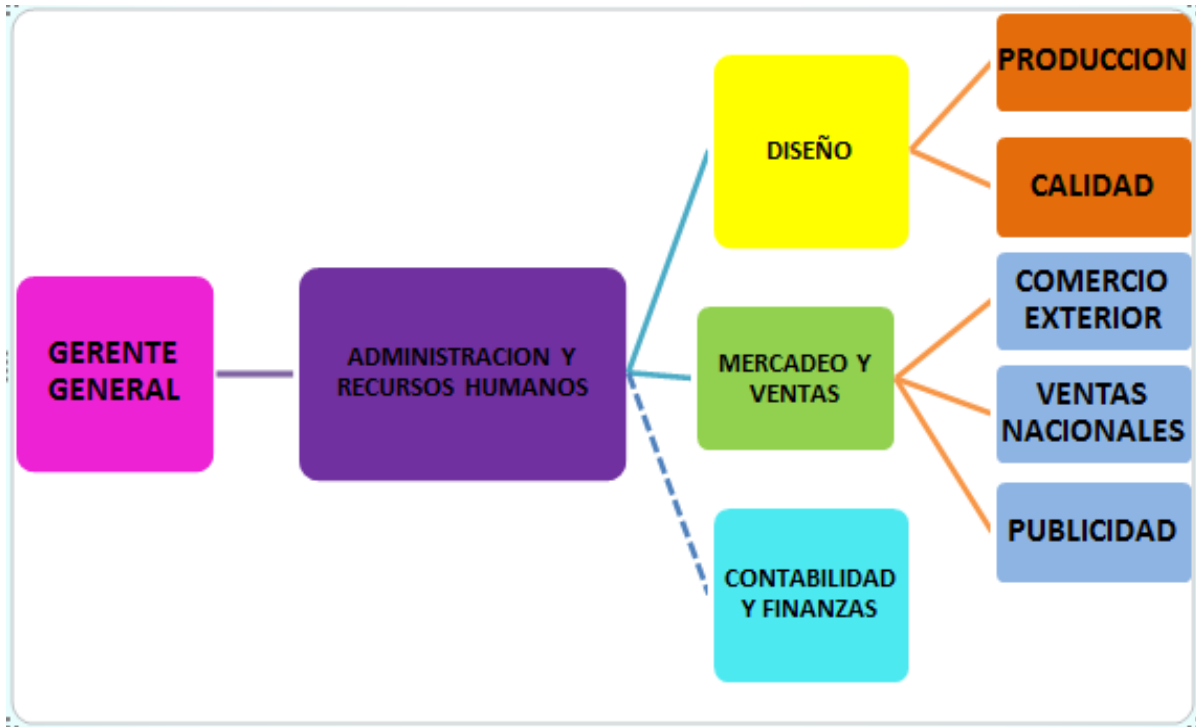 GERENTE
GENERAL
ADMINISTRACION Y
RECURSOS HUMANOS
DISEÑO
MERCADEO Y
VENTAS
CONTABILIDAD
Y FINANZAS
PRODUCCION
CALIDAD
COMERCIO
EXTERIOR
VENTAS
NACIONALES
PUBLICIDAD